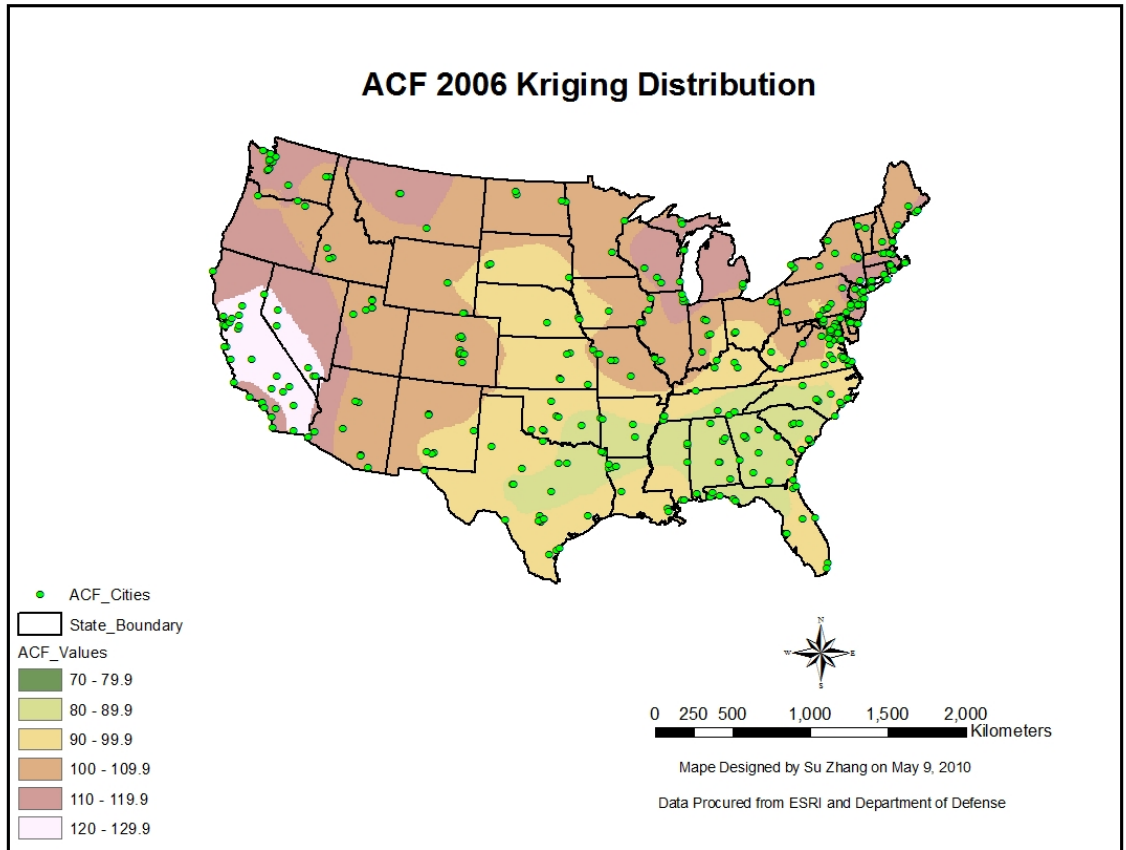 ACF 2006 Kriging Distribution
ACF_Cities
State_Boundary
ACF_Values
70 - 79.9
80 - 89.9
90 - 99.9
100 - 109.9
110 - 119.9
120 - 129.9
N
W E
S
0 250 500 1,000 1,500 2,000
Kilometers
Mape Designed by Su Zhang on May 9, 2010
Data Procured from ESRI and Department of Defense